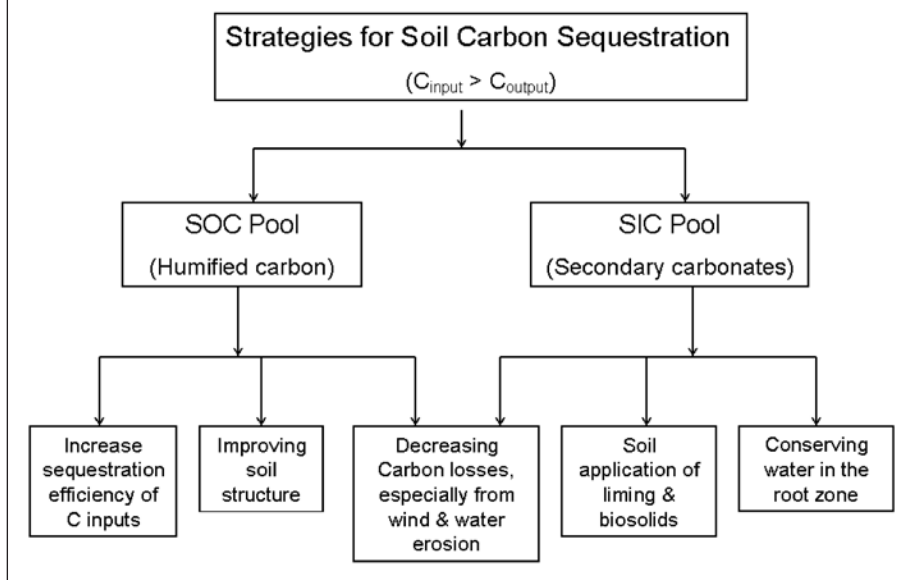 Strategies for Soil Carbon Sequestration
(Cinput > Coutput)
SOC Pool
(Humified carbon)
SIC Pool
(Secondary carbonates)
Increase
sequestration
efficiency of
C inputs
Improving
soil
structure
Decreasing
Carbon losses,
especially from
wind & water
erosion
Soil
application of
liming &
biosolids
Conserving
water in the
root zone